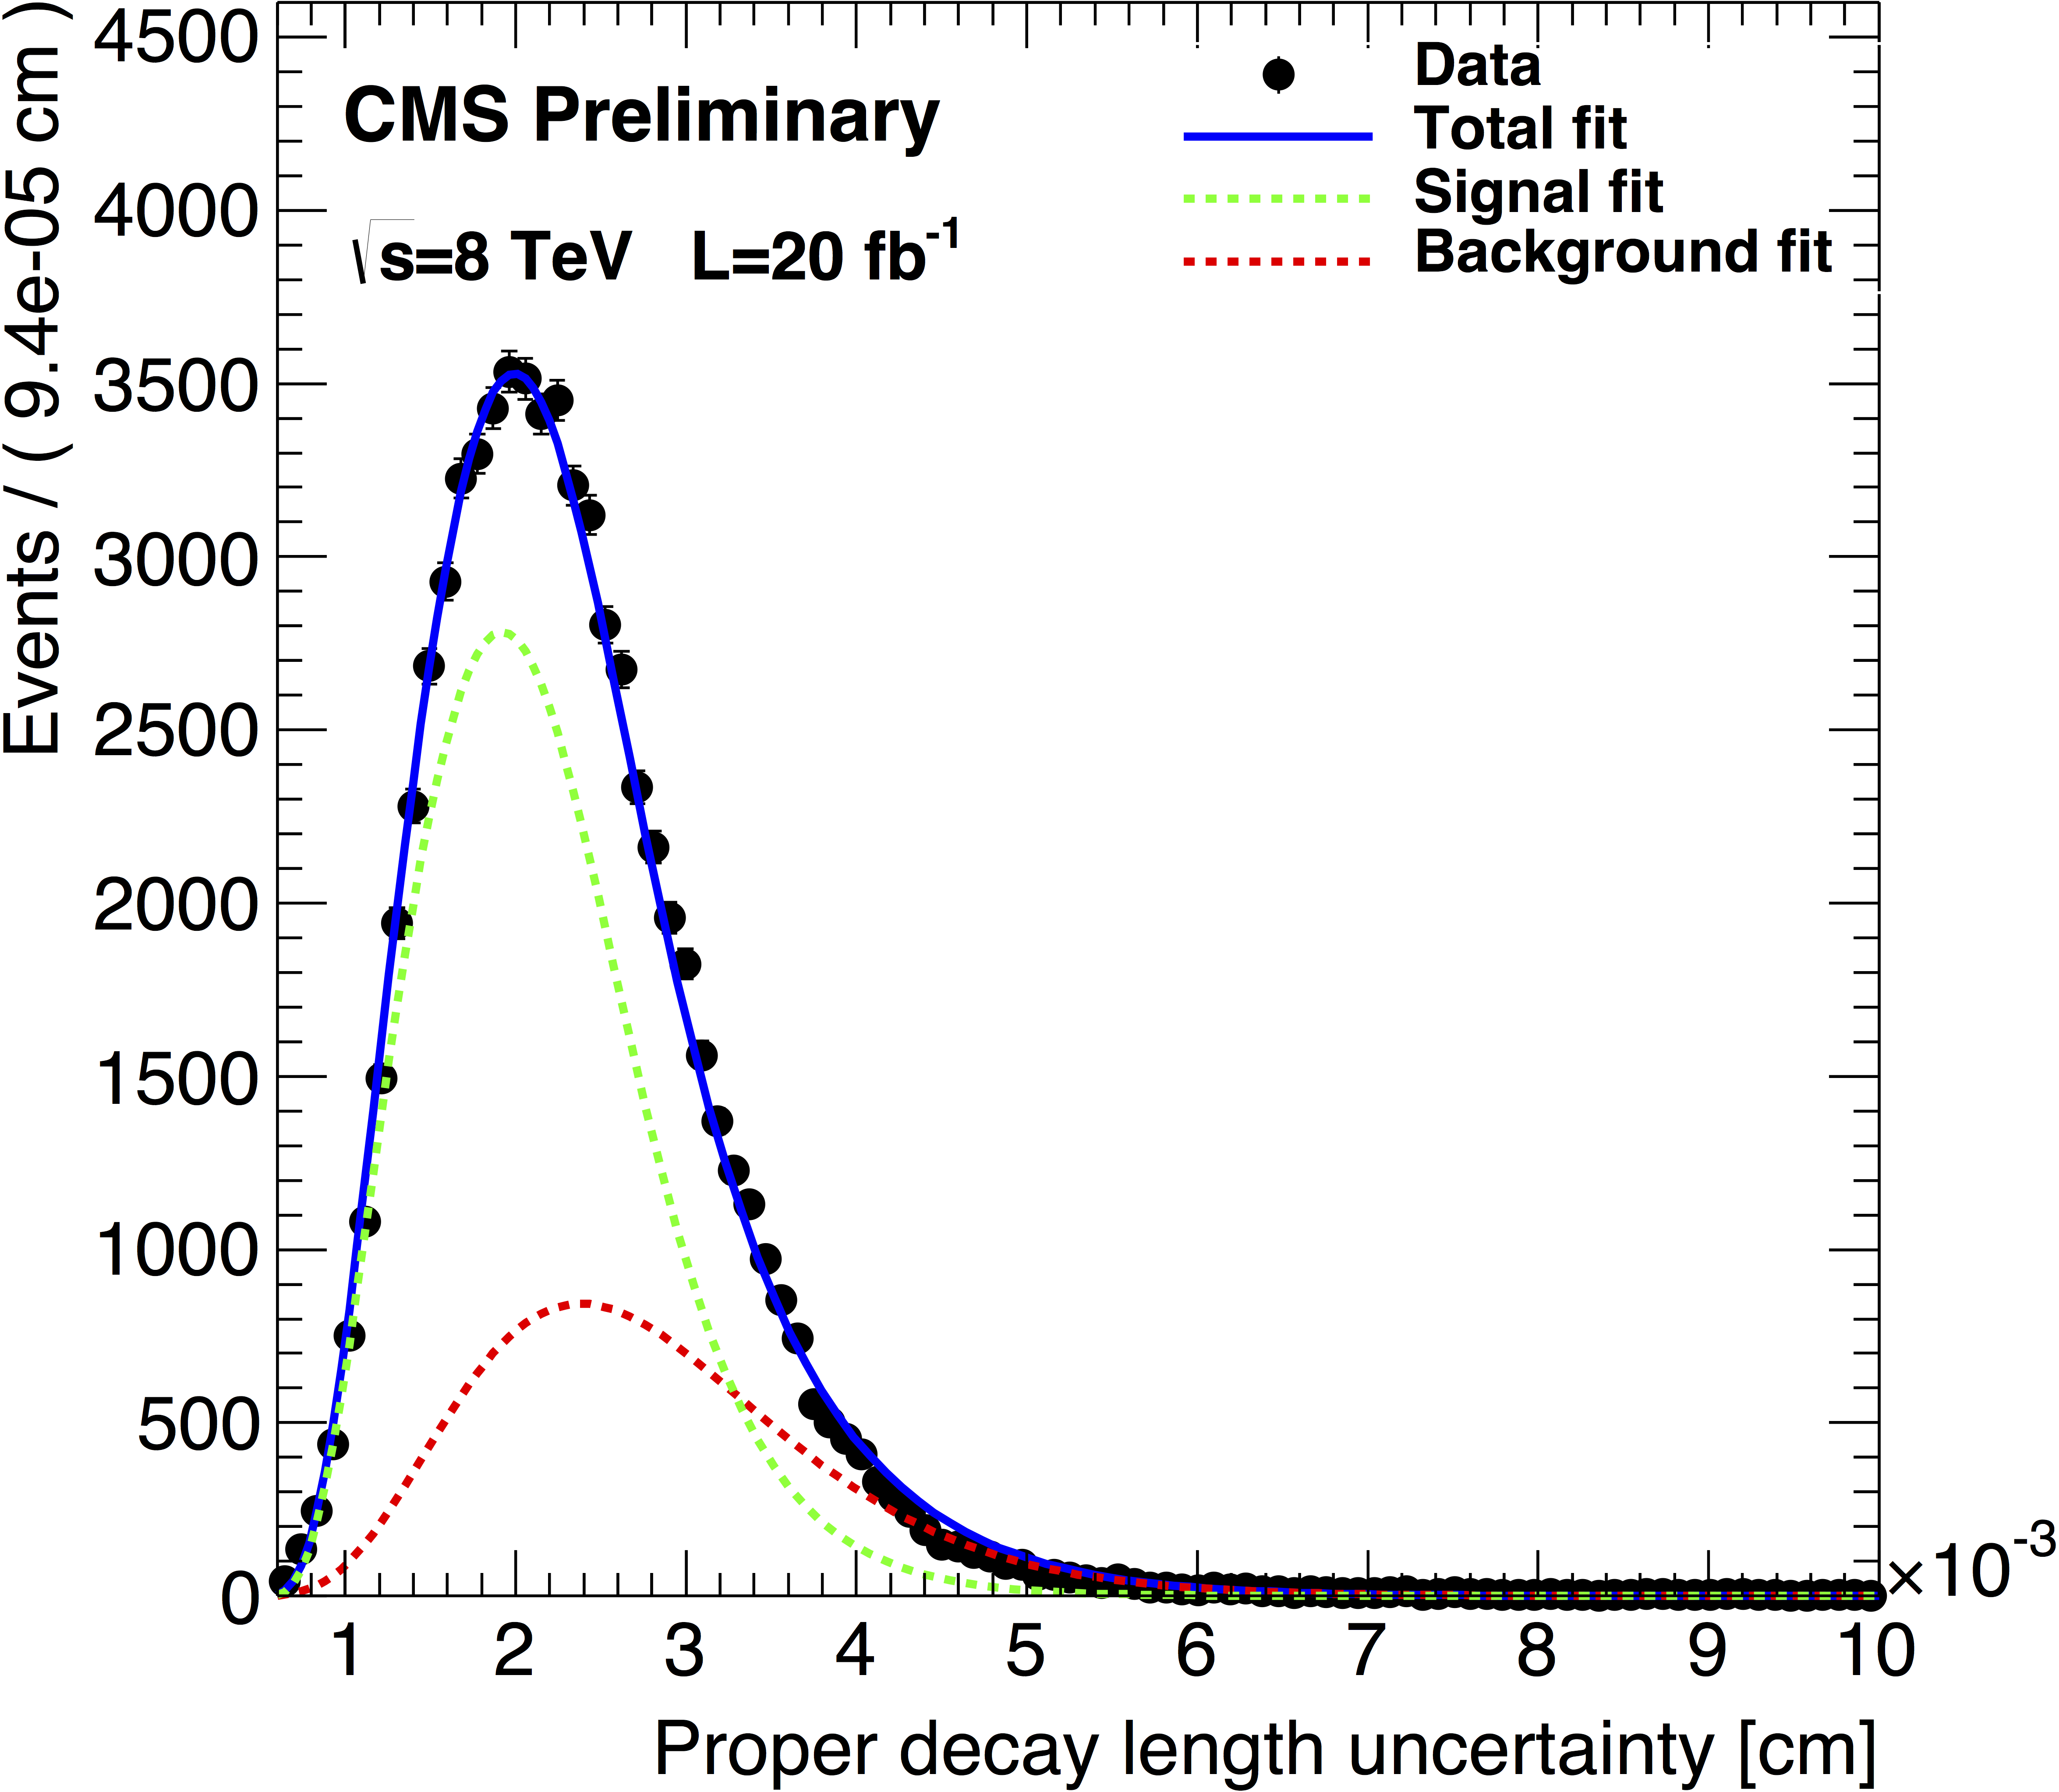 Events / ( 9.4e-05 cm )
4500
4000
3500
3000
2500
2000
1500
1000
500
0
CMS Preliminary
√s=8 TeV L=20 fb⁻¹
Data
Total fit
Signal fit
Background fit
1 2 3 4 5 6 7 8 9 10
×10⁻³
Proper decay length uncertainty [cm]